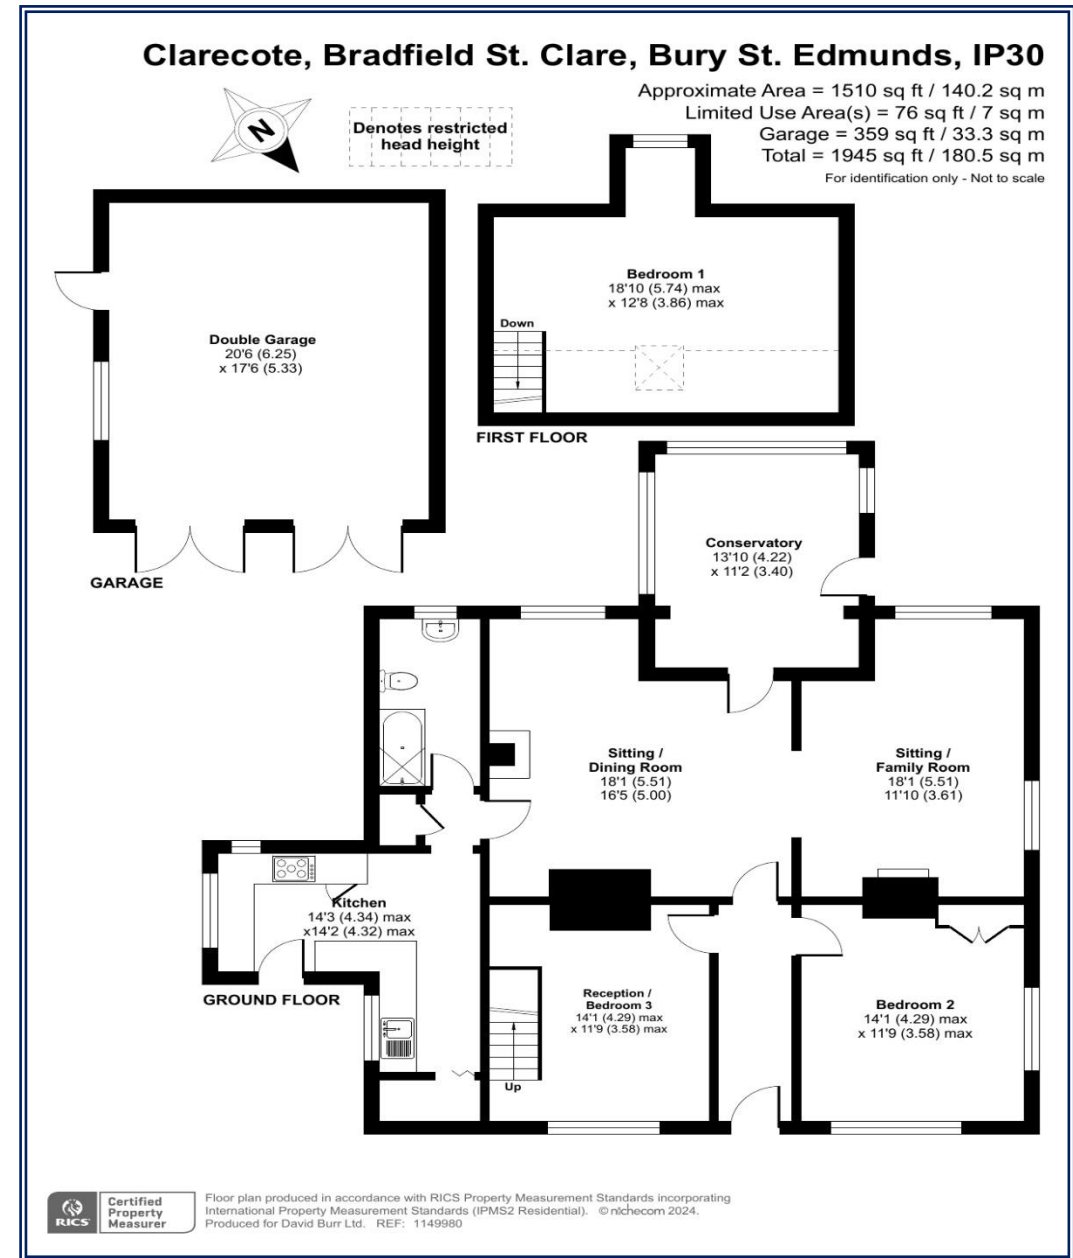 Clarecote, Bradfield St. Clare, Bury St. Edmunds, IP30
Approximate Area = 1510 sq ft / 140.2 sq m
Limited Use Area(s) = 76 sq ft / 7 sq m
Garage = 359 sq ft / 33.3 sq m
Total = 1945 sq ft / 180.5 sq m
For identification only - Not to scale
N
Denotes restricted
head height
Bedroom 1
18'10 (5.74) max
x 12'8 (3.86) max
Down
FIRST FLOOR
Double Garage
20'6 (6.25)
x 17'6 (5.33)
GARAGE
Conservatory
13'10 (4.22)
x 11'2 (3.40)
Sitting /
Dining Room
18'1 (5.51)
16'5 (5.00)
Sitting /
Family Room
18'1 (5.51)
11'10 (3.61)
Kitchen
14'3 (4.34) max
x14'2 (4.32) max
GROUND FLOOR
Reception /
Bedroom 3
14'1 (4.29) max
x 11'9 (3.58) max
Up
Bedroom 2
14'1 (4.29) max
x 11'9 (3.58) max
RICS
Certified
Property
Measurer
Floor plan produced in accordance with RICS Property Measurement Standards incorporating
International Property Measurement Standards (IPMS2 Residential). © nichecom 2024.
Produced for David Burr Ltd. REF: 1149980